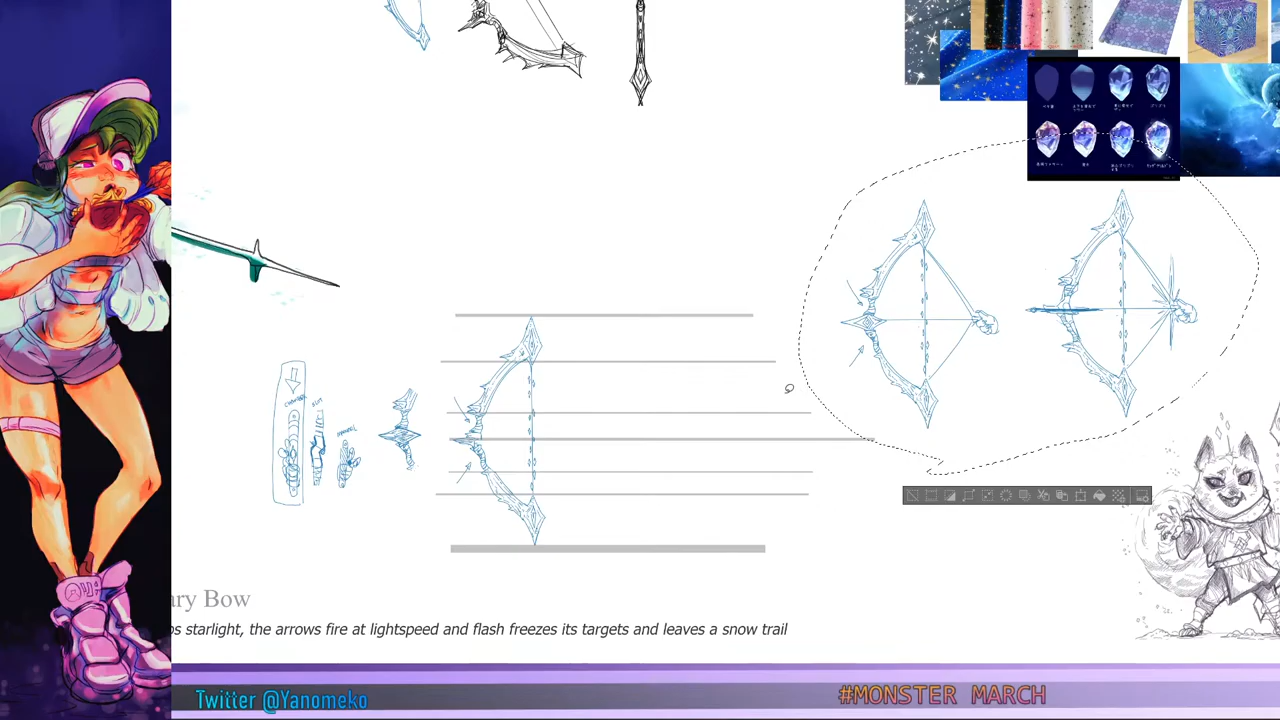 ary Bow
os starlight, the arrows fire at lightspeed and flash freezes its targets and leaves a snow trail
Twitter @Yanomeko
#MONSTER MARCH